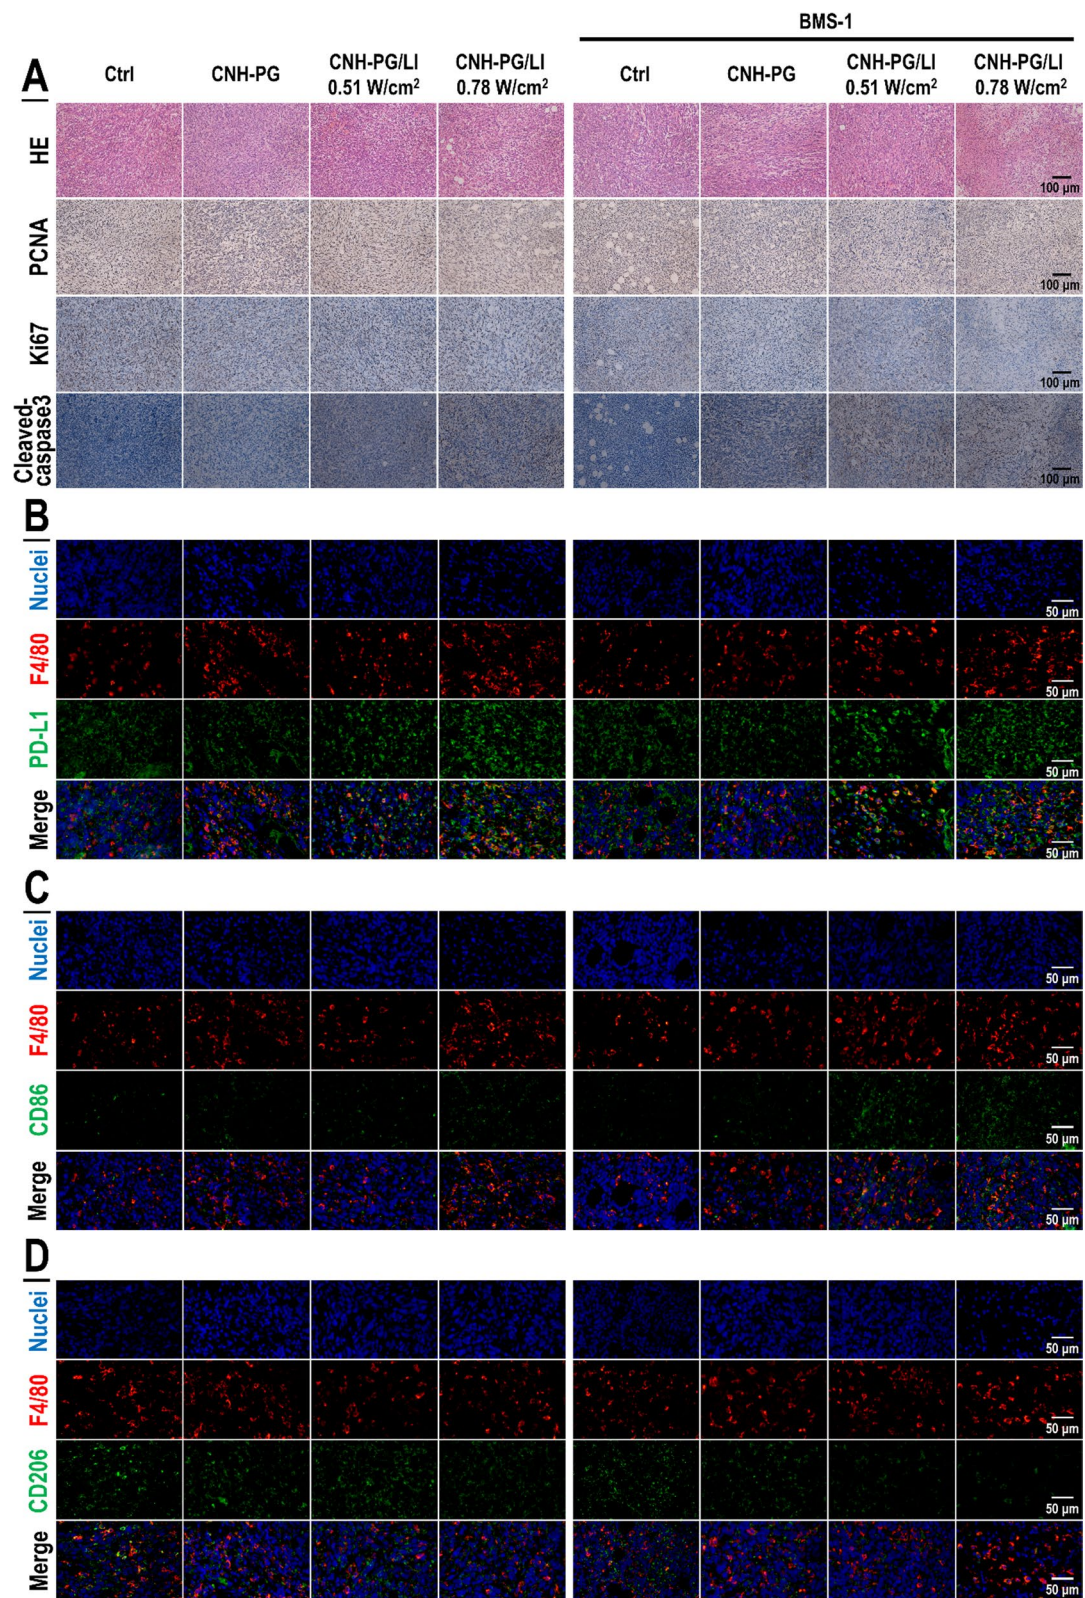 BMS-1
A
Ctrl
CNH-PG
CNH-PG/LI
0.51 W/cm²
CNH-PG/LI
0.78 W/cm²
Ctrl
CNH-PG
CNH-PG/LI
0.51 W/cm²
CNH-PG/LI
0.78 W/cm²
HE
100 µm
PCNA
100 µm
Ki67
100 µm
Cleaved-
caspase3
100 µm
B
Nuclei
50 µm
F4/80
50 µm
PD-L1
50 µm
Merge
50 µm
C
Nuclei
50 µm
F4/80
50 µm
CD86
50 µm
Merge
50 µm
D
Nuclei
50 µm
F4/80
50 µm
CD206
50 µm
Merge
50 µm